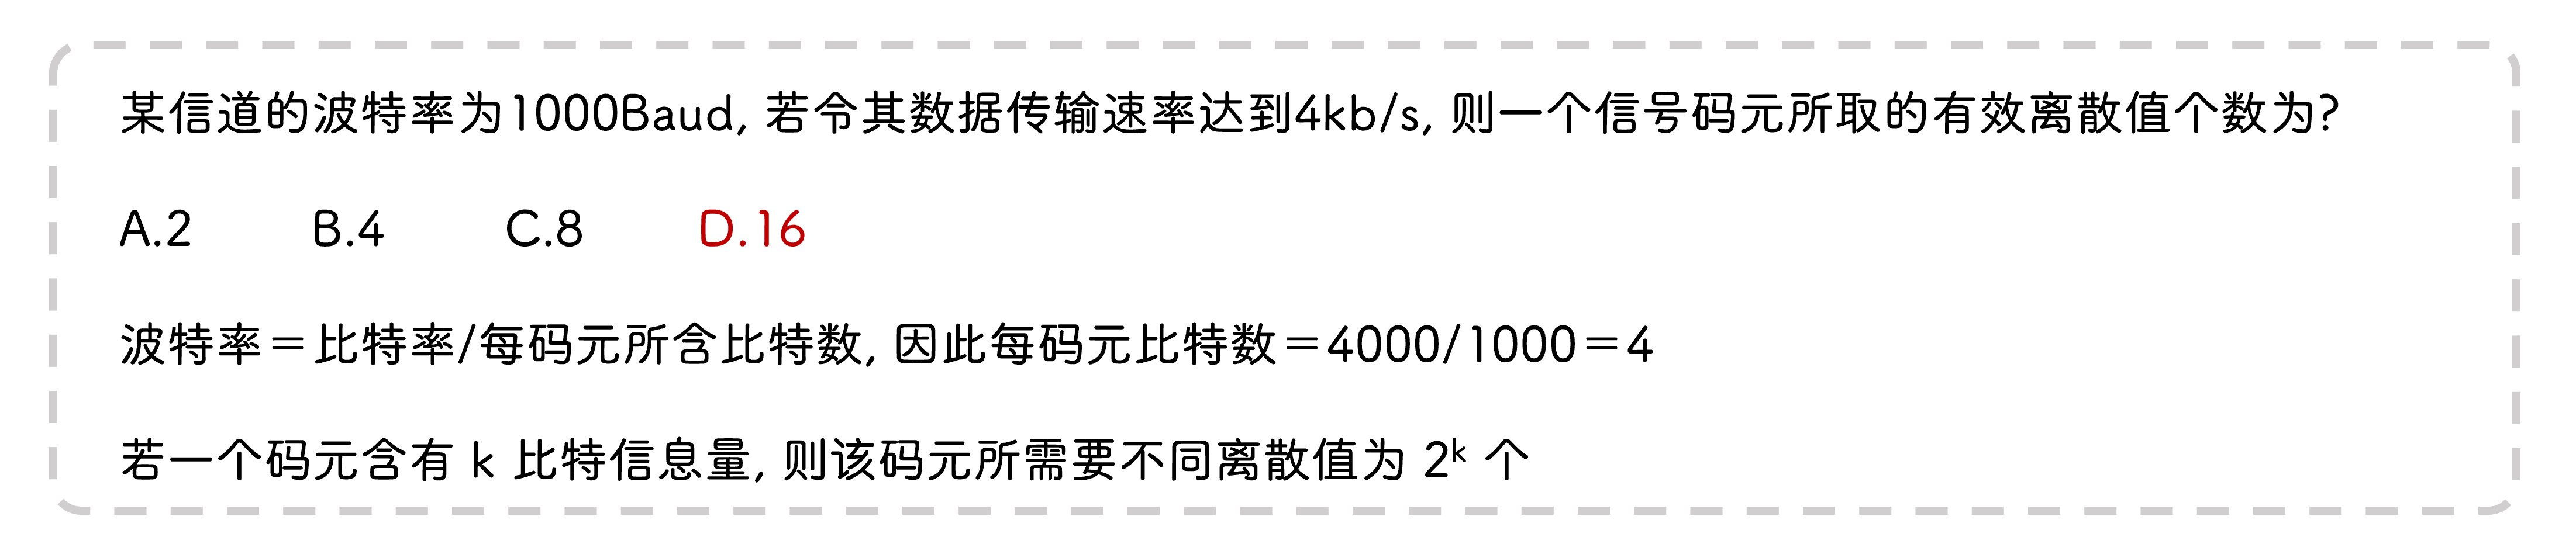 某信道的波特率为1000Baud, 若令其数据传输速率达到4kb/s, 则一个信号码元所取的有效离散值个数为?
A.2 B.4 C.8 D.16
波特率=比特率/每码元所含比特数, 因此每码元比特数=4000/1000=4
若一个码元含有 k 比特信息量, 则该码元所需要不同离散值为 2ᵏ 个